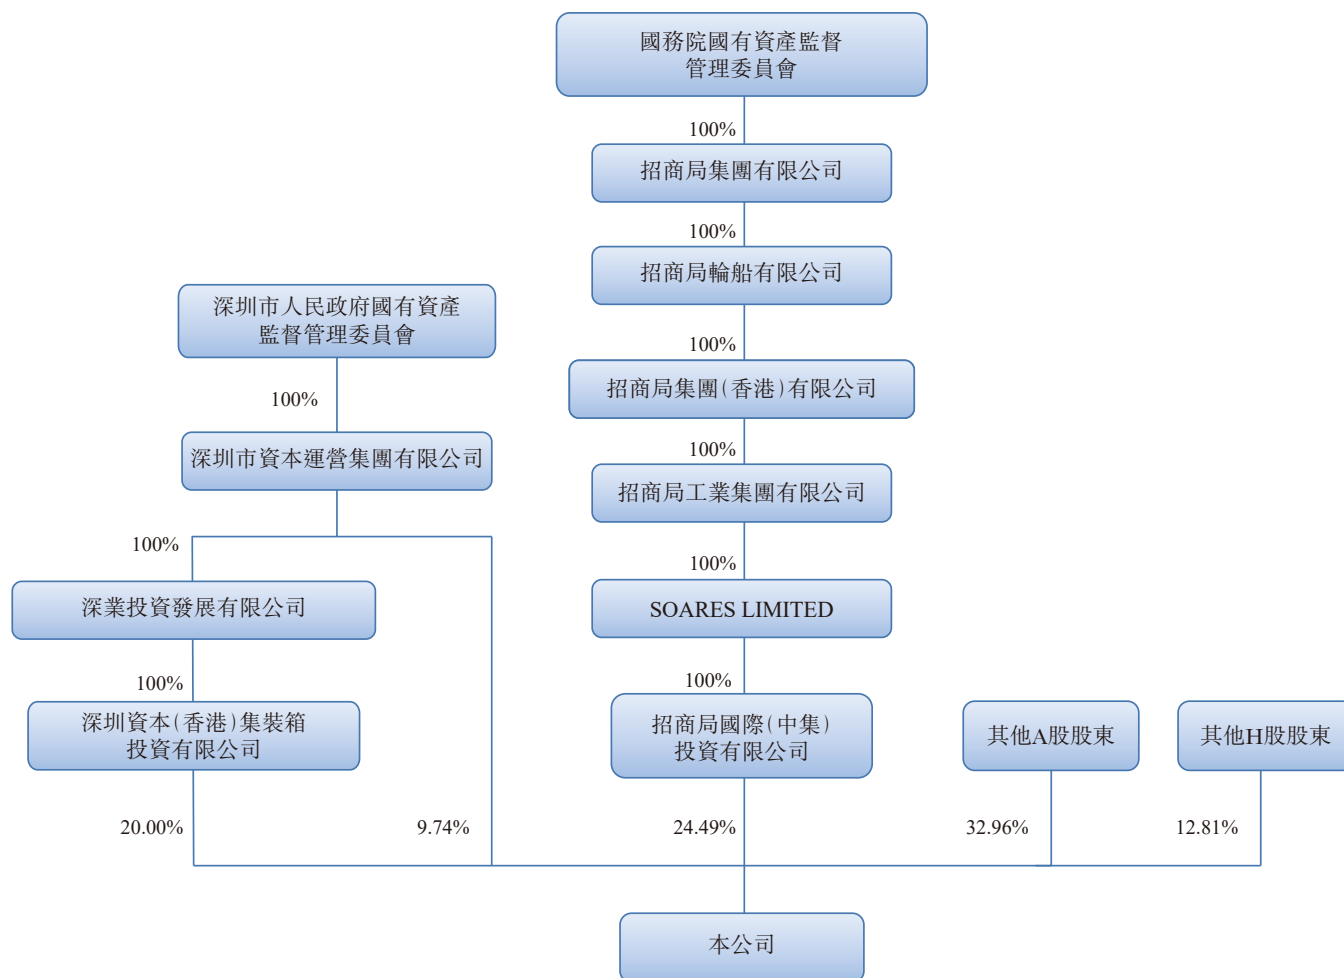 國務院國有資產監督
管理委員會
100%
招商局集團有限公司
100%
招商局輪船有限公司
深圳市人民政府國有資產
監督管理委員會
100%
招商局集團(香港)有限公司
100%
深圳市資本運營集團有限公司
100%
招商局工業集團有限公司
100%
100%
深業投資發展有限公司
SOARES LIMITED
100%
100%
深圳資本(香港)集裝箱
投資有限公司
招商局國際(中集)
投資有限公司
其他A股股東
其他H股股東
20.00%
9.74%
24.49%
32.96%
12.81%
本公司